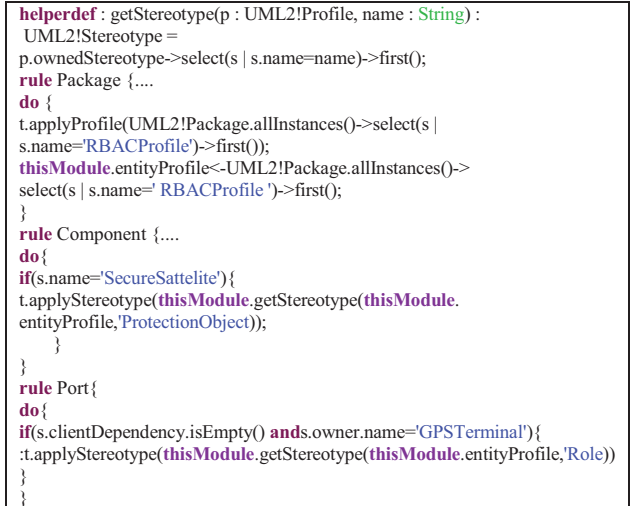 helperdef : getStereotype(p : UML2!Profile, name : String) :
UML2!Stereotype =
p.ownedStereotype->select(s | s.name=name)->first();
rule Package {....
do {
t.applyProfile(UML2!Package.allInstances()->select(s |
s.name='RBACProfile')->first());
thisModule.entityProfile<-UML2!Package.allInstances()->
select(s | s.name=' RBACProfile ')->first();
}
rule Component {....
do{
if(s.name='SecureSattelite'){
t.applyStereotype(thisModule.getStereotype(thisModule.
entityProfile,'ProtectionObject));
}
}
rule Port{
do{
if(s.clientDependency.isEmpty() ands.owner.name='GPSTerminal'){
:t.applyStereotype(thisModule.getStereotype(thisModule.entityProfile,'Role))
}
}